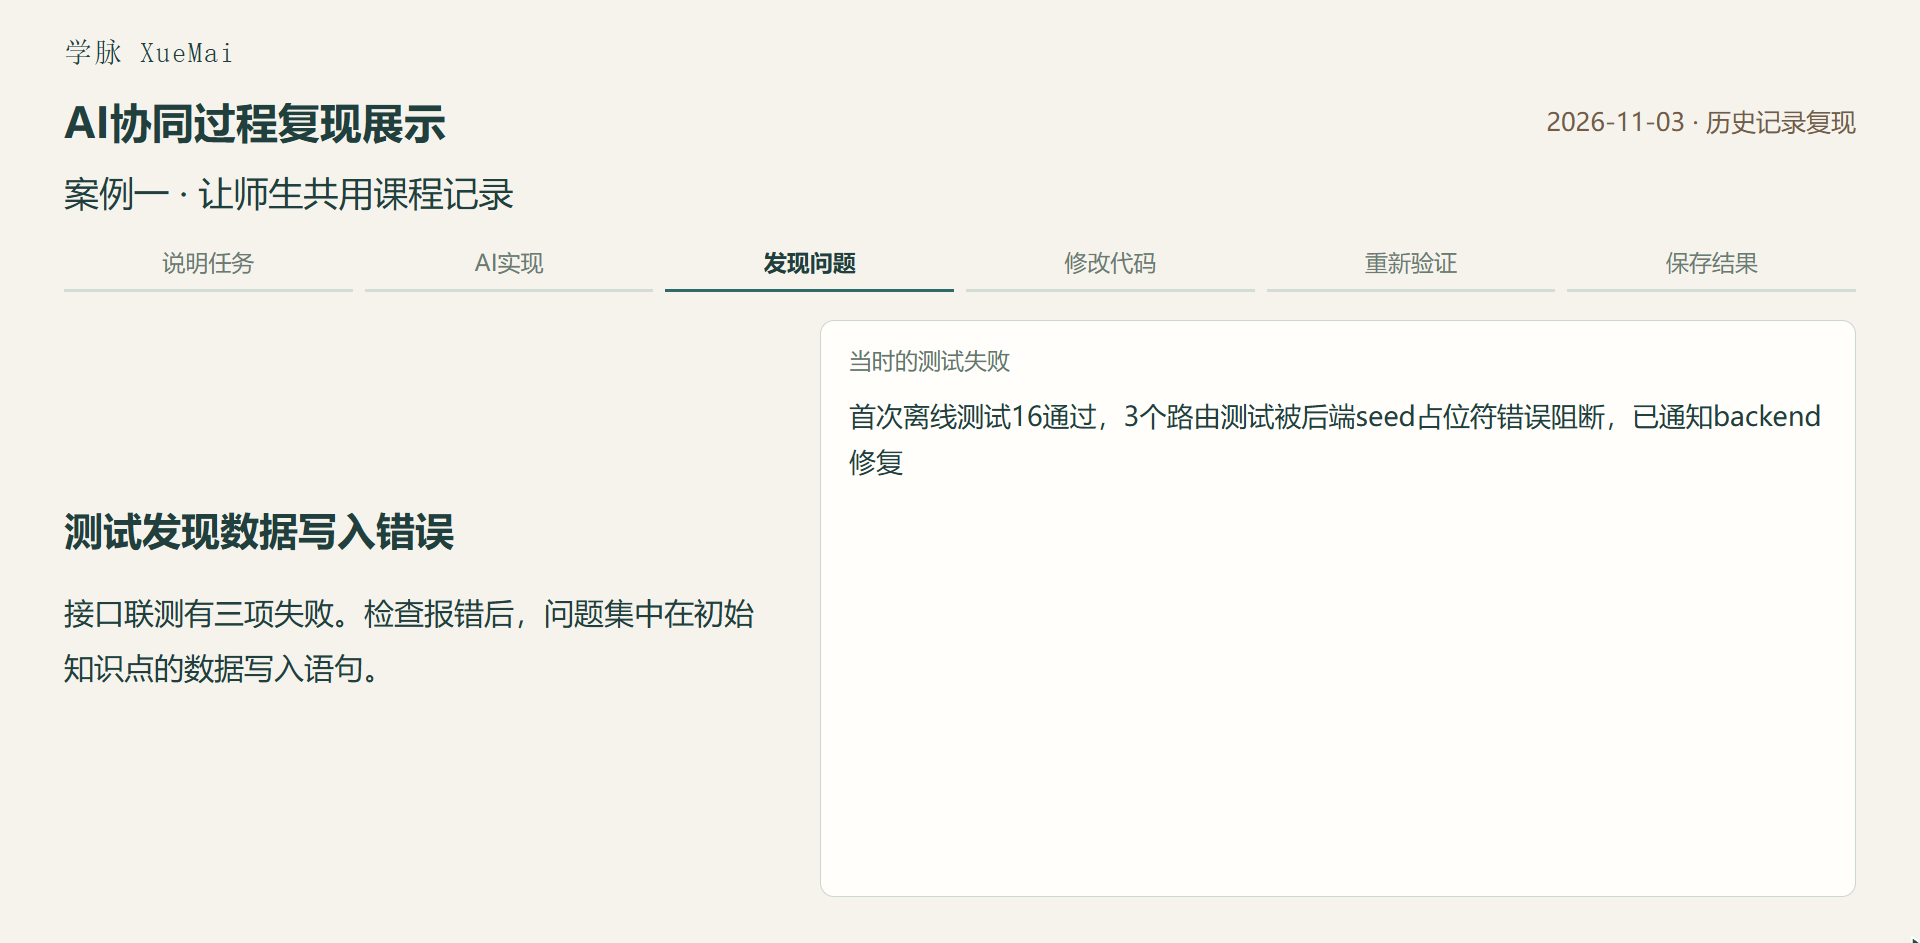 学脉 XueMai
AI协同过程复现展示
2026-11-03 · 历史记录复现
案例一 · 让师生共用课程记录
说明任务
AI实现
发现问题
修改代码
重新验证
保存结果
测试发现数据写入错误
接口联测有三项失败。检查报错后，问题集中在初始
知识点的数据写入语句。
当时的测试失败
首次离线测试16通过，3个路由测试被后端seed占位符错误阻断，已通知backend
修复